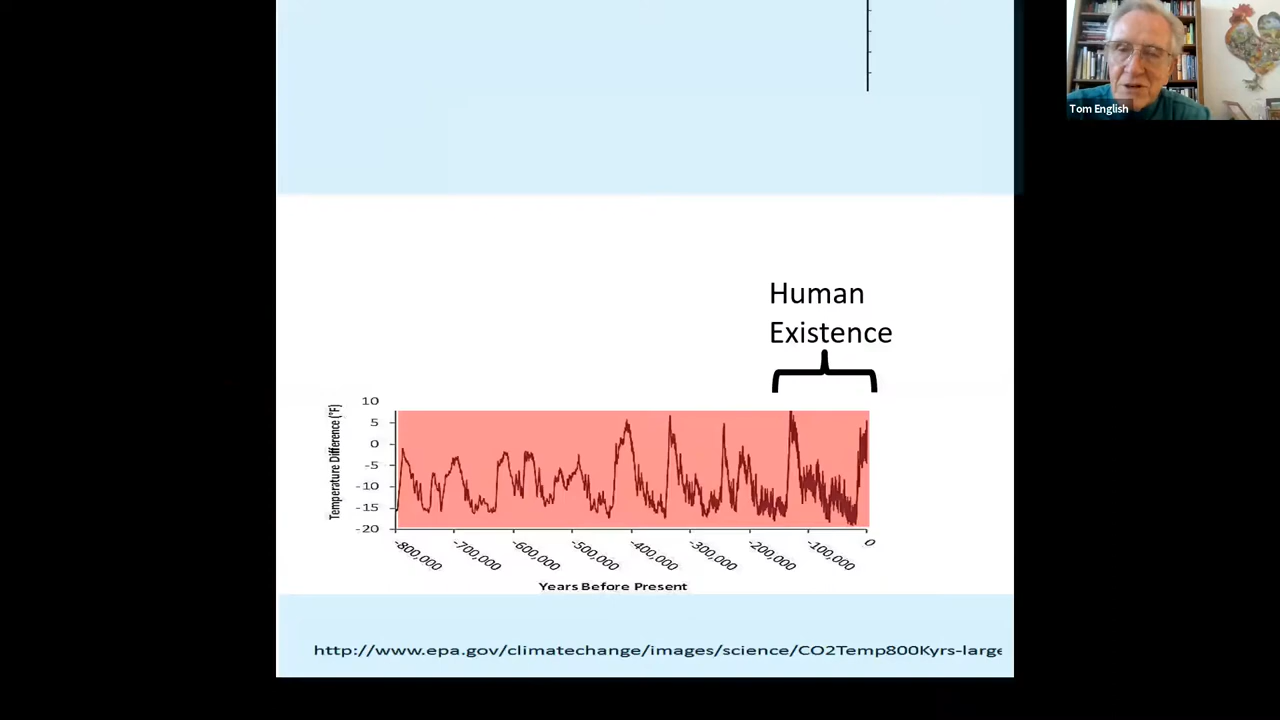 Tom English
Human
Existence
10
5
0
-5
-10
-15
-20
Temperature Difference (°F)
-800,000
-700,000
-600,000
-500,000
-400,000
-300,000
-200,000
-100,000
0
Years Before Present
http://www.epa.gov/climatechange/images/science/CO2Temp800Kyrs-large